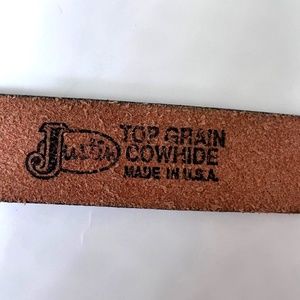 Justin
TOP GRAIN
COWHIDE
MADE IN U.S.A.